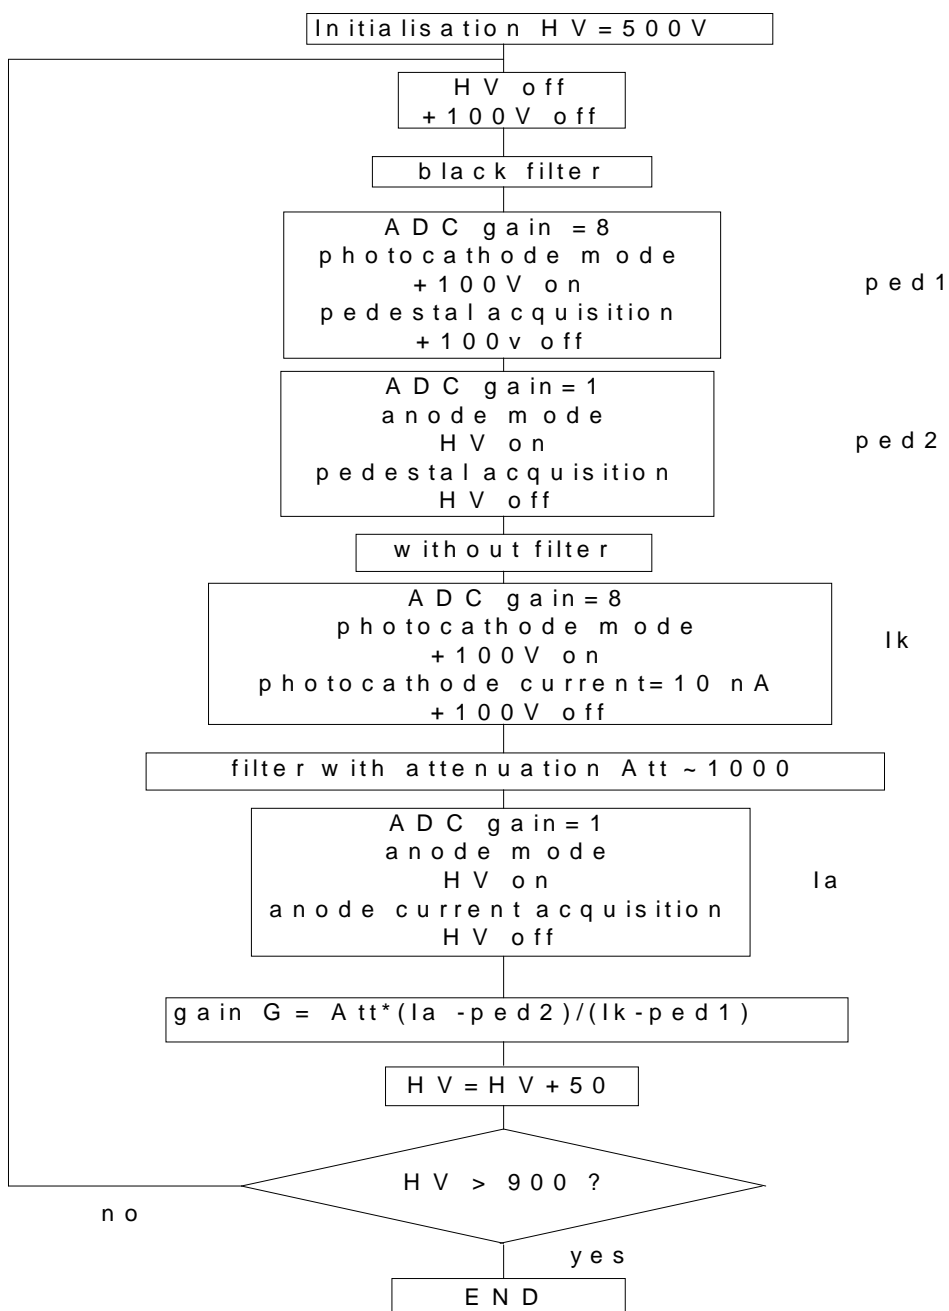 Initialisation HV=500V
HV off
+100V off
black filter
ADC gain =8
photocathode mode
+100V on
pedestal acquisition
+100v off
ped1
ADC gain=1
anode mode
HV on
pedestal acquisition
HV off
ped2
without filter
ADC gain=8
photocathode mode
+100V on
photocathode current=10 nA
+100V off
Ik
filter with attenuation Att ~1000
ADC gain=1
anode mode
HV on
anode current acquisition
HV off
Ia
gain G = Att*(Ia -ped2)/(Ik-ped1)
HV=HV+50
HV > 900 ?
no
yes
END